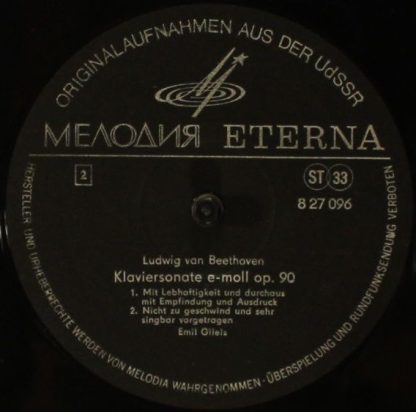 ORIGINALAUFNAHMEN AUS DER UdSSR
МЕЛОДИЯ ETERNA
2
ST 33
8 27 096
Ludwig van Beethoven
Klaviersonate e-moll op. 90
1. Mit Lebhaftigkeit und durchaus
mit Empfindung und Ausdruck
2. Nicht zu geschwind und sehr
singbar vorgetragen
Emil Gilels
HERSTELLER UND URHEBERRECHTE WERDEN VON MELODIA WAHRGENOMMEN · ÜBERSPIELUNG UND RUNDFUNKSENDUNG VERBOTEN